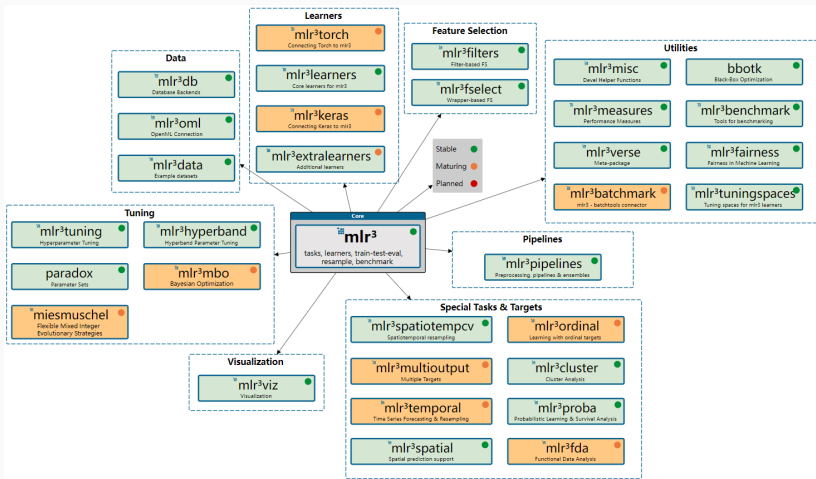 Learners
mlr³torch
Connecting Torch to mlr3
mlr³learners
Core learners for mlr3
mlr³keras
Connecting Keras to mlr3
mlr³extralearners
Additional learners
Feature Selection
mlr³filters
Filter-based FS
mlr³fselect
Wrapper-based FS
Data
mlr³db
Database Backends
mlr³oml
OpenML Connection
mlr³data
Example datasets
Utilities
mlr³misc
Devel Helper Functions
bbotk
Black-Box Optimization
mlr³measures
Performance Measures
mlr³benchmark
Tools for benchmarking
mlr³verse
Meta-package
mlr³fairness
Fairness in Machine Learning
mlr³batchmark
mlr3 - batchtools connector
mlr³tuningspaces
Tuning spaces for mlr3 learners
Stable
Maturing
Planned
Core
mlr³
tasks, learners, train-test-eval,
resample, benchmark
Tuning
mlr³tuning
Hyperparameter Tuning
mlr³hyperband
Hyperband Parameter Tuning
paradox
Parameter Sets
mlr³mbo
Bayesian Optimization
miesmuschel
Flexible Mixed Integer
Evolutionary Strategies
Pipelines
mlr³pipelines
Preprocessing, pipelines & ensembles
Visualization
mlr³viz
Visualization
Special Tasks & Targets
mlr³spatiotempcv
Spatiotemporal resampling
mlr³ordinal
Learning with ordinal targets
mlr³multioutput
Multiple Targets
mlr³cluster
Cluster Analysis
mlr³temporal
Time Series Forecasting & Resampling
mlr³proba
Probabilistic Learning & Survival Analysis
mlr³spatial
Spatial prediction support
mlr³fda
Functional Data Analysis